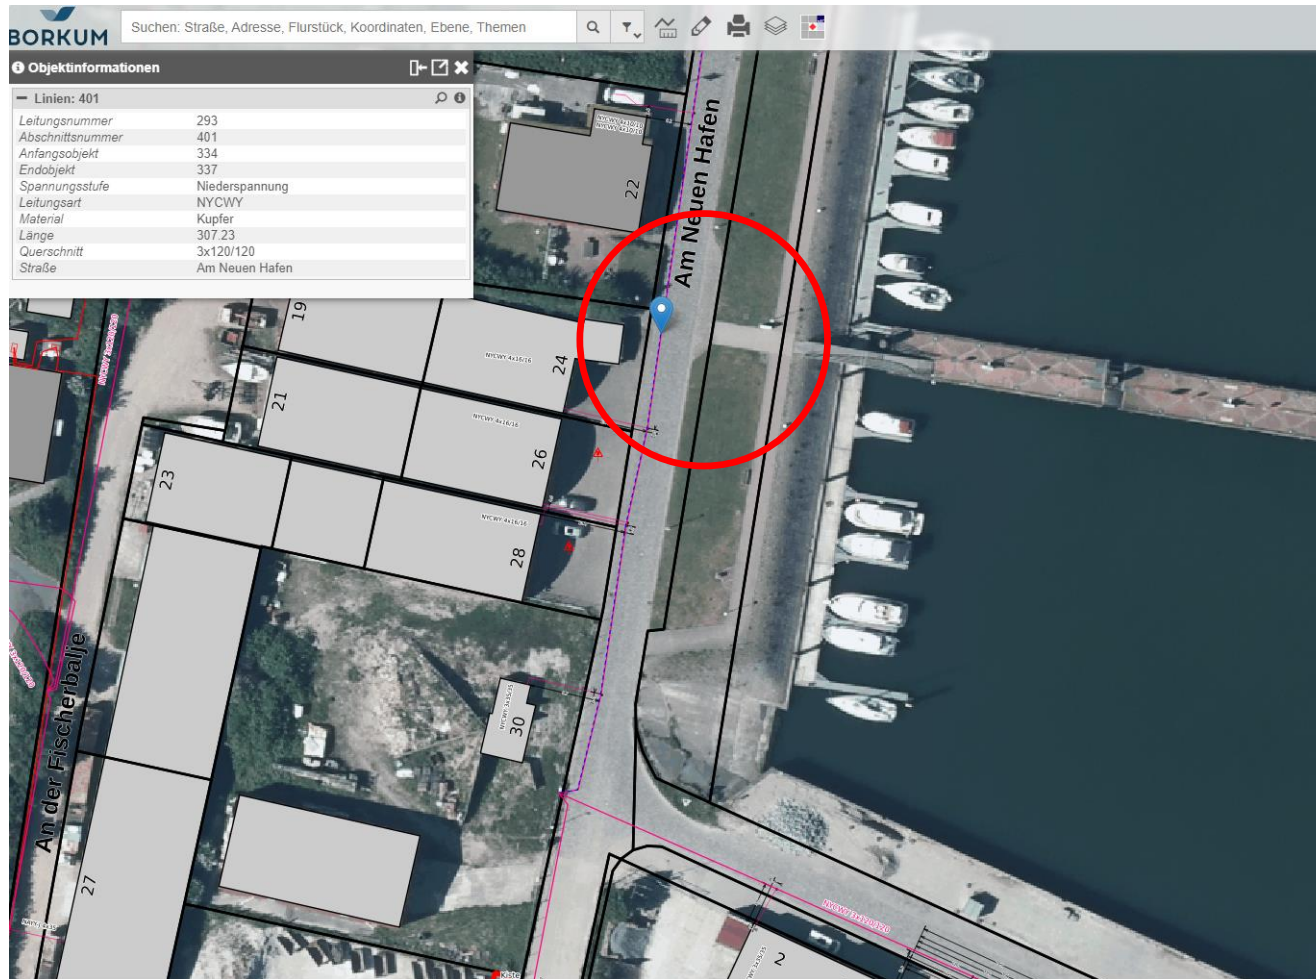 BORKUM
Suchen: Straße, Adresse, Flurstück, Koordinaten, Ebene, Themen
Objektinformationen
Linien: 401
Leitungsnummer 293
Abschnittsnummer 401
Anfangsobjekt 334
Endobjekt 337
Spannungsstufe Niederspannung
Leitungsart NYCWY
Material Kupfer
Länge 307.23
Querschnitt 3x120/120
Straße Am Neuen Hafen
Am Neuen Hafen
22
19
24
NYCWY 4x16/16
21
NYCWY 4x16/16
26
23
NYCWY 4x16/16
28
NYCWY 3x35/35
30
An der Fischerbalje
27
NYCWY 3x120/120
2
Kiste